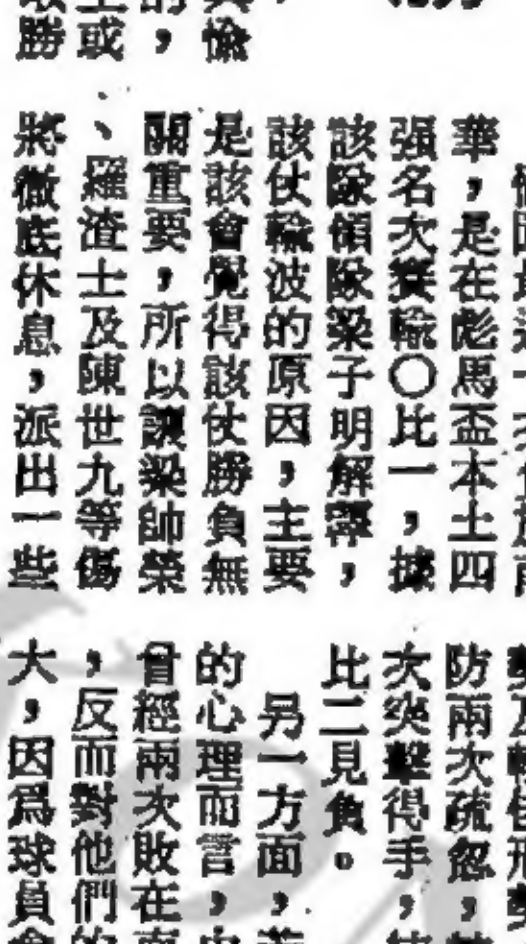 華，是在彪馬盃本土四
强名次賽輸〇比一，據
該隊領隊梁子明解釋，
該仗輸波的原因，主要
是該會覺得該仗勝負無
關重要，所以讓梁帥榮
、羅渣士及陳世九等傷
將徹底休息，派出一些
防兩次疏忽，
次突擊得手，
比二見負。
另一方面，
的心理而言，
曾經兩次敗在
，反而對他們的
大，因爲球員會